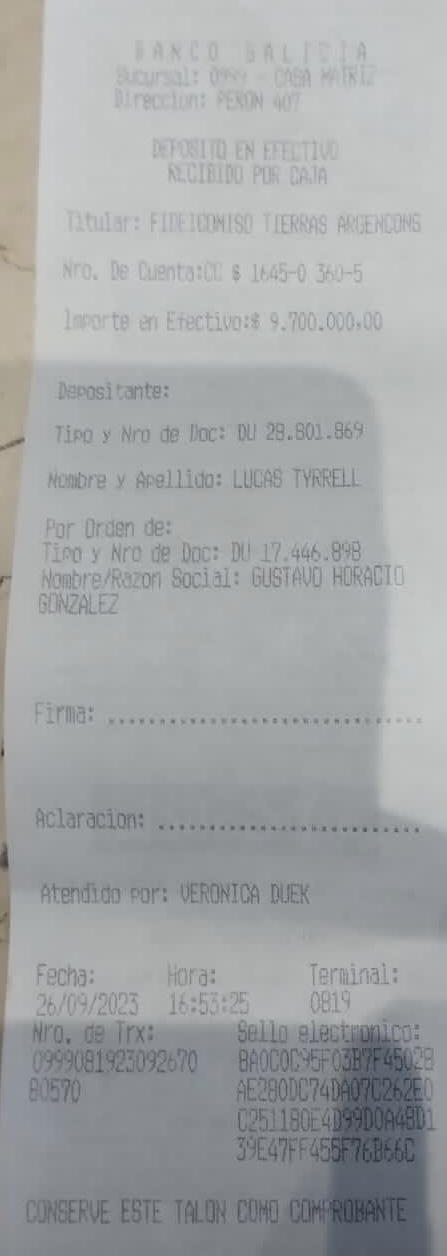 BANCO GALICIA
Sucursal: 0999 - CASA MATRIZ
Direccion: PERON 407
DEPOSITO EN EFECTIVO
RECIBIDO POR CAJA
Titular: FIDEICOMISO TIERRAS ARGENCONS
Nro. De Cuenta:CC $ 1645-0 360-5
Importe en Efectivo:$ 9.700.000,00
Depositante:
Tipo y Nro de Doc: DU 28.801.869
Nombre y Apellido: LUCAS TYRRELL
Por Orden de:
Tipo y Nro de Doc: DU 17.446.898
Nombre/Razon Social: GUSTAVO HORACIO
GONZALEZ
Firma: ............................
Aclaracion: ........................
Atendido por: VERONICA DUEK
Fecha: Hora: Terminal:
26/09/2023 16:53:25 0819
Nro. de Trx: Sello electronico:
0999081923092670 BA0C0C95F03B7F45028
80570 AE280DC74DA07C262E0
C251180E4D99D0A48D1
39E47FF455F76B66C
CONSERVE ESTE TALON COMO COMPROBANTE